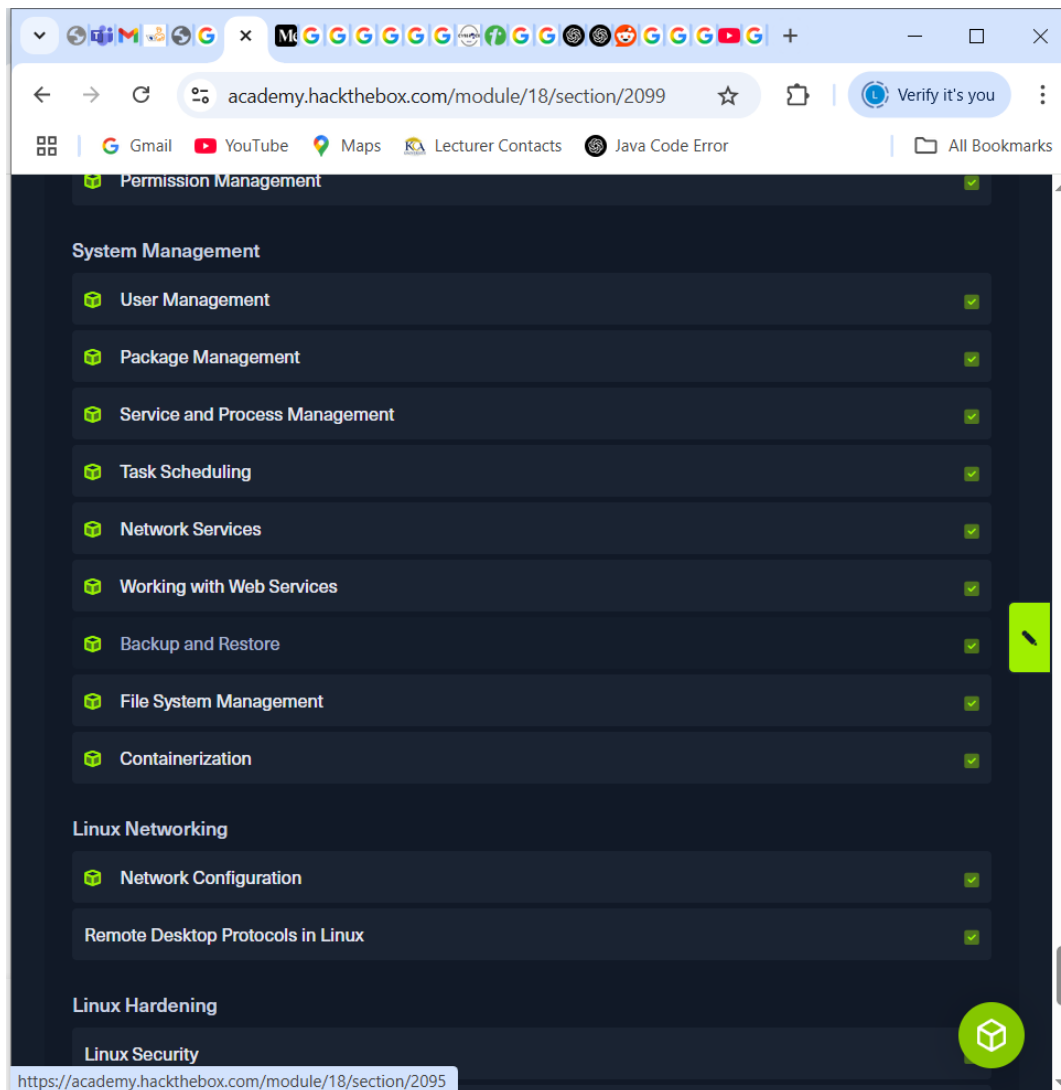 academy.hackthebox.com/module/18/section/2099
Verify it's you
Gmail
YouTube
Maps
Lecturer Contacts
Java Code Error
All Bookmarks
Permission Management
System Management
User Management
Package Management
Service and Process Management
Task Scheduling
Network Services
Working with Web Services
Backup and Restore
File System Management
Containerization
Linux Networking
Network Configuration
Remote Desktop Protocols in Linux
Linux Hardening
Linux Security
https://academy.hackthebox.com/module/18/section/2095